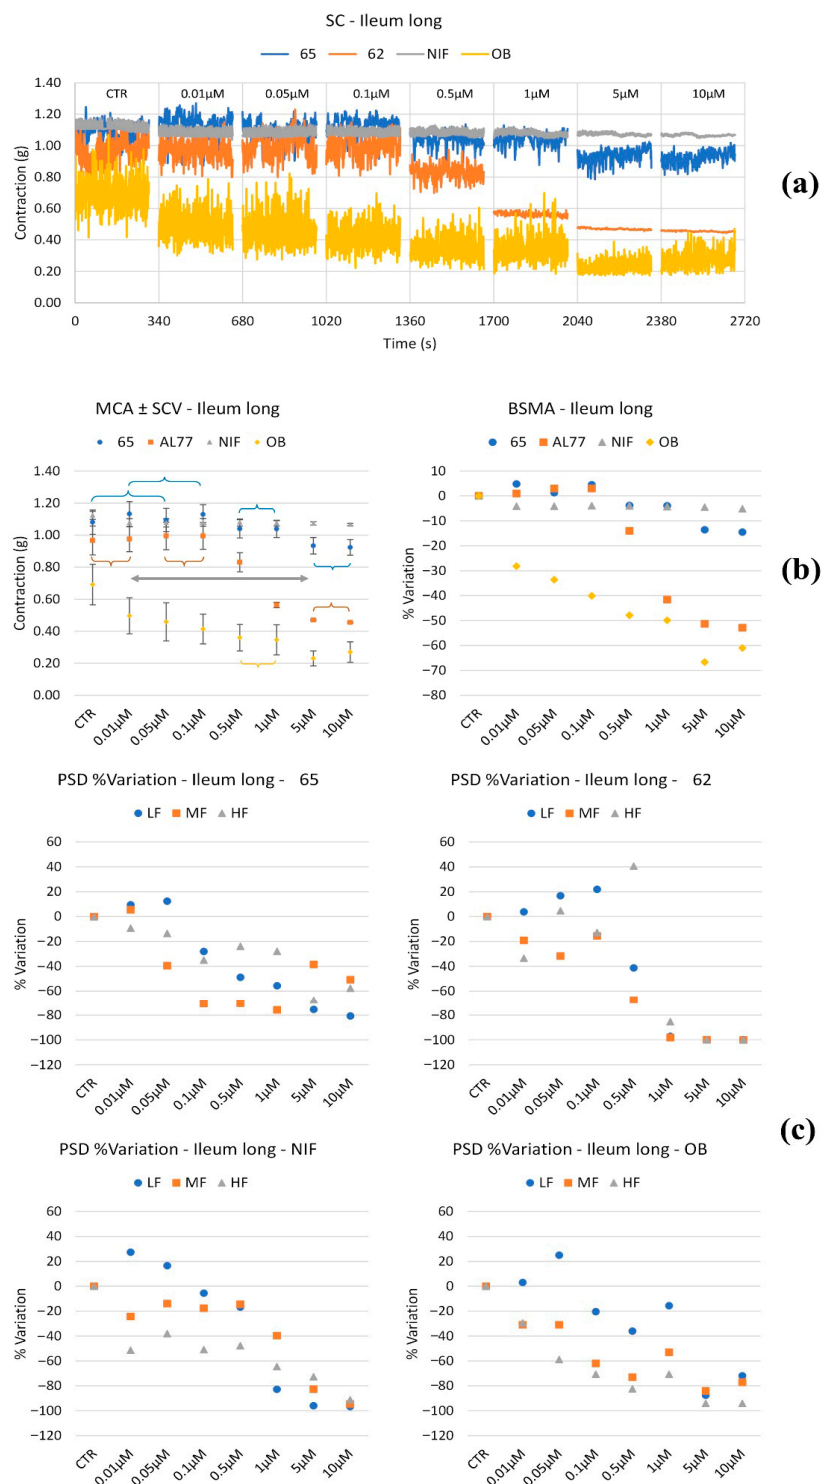 SC - Ileum long
65 62 NIF OB
1.40
1.20
1.00
0.80
0.60
0.40
0.20
0.00
Contraction (g)
CTR 0.01μM 0.05μM 0.1μM 0.5μM 1μM 5μM 10μM
0 340 680 1020 1360 1700 2040 2380 2720
Time (s)
(a)
MCA ± SCV - Ileum long
65 AL77 NIF OB
1.40
1.20
1.00
0.80
0.60
0.40
0.20
0.00
Contraction (g)
CTR 0.01μM 0.05μM 0.1μM 0.5μM 1μM 5μM 10μM
BSMA - Ileum long
65 AL77 NIF OB
10
0
−10
−20
−30
−40
−50
−60
−70
−80
% Variation
CTR 0.01μM 0.05μM 0.1μM 0.5μM 1μM 5μM 10μM
(b)
PSD %Variation - Ileum long - 65
LF MF HF
60
40
20
0
−20
−40
−60
−80
−100
−120
% Variation
CTR 0.01μM 0.05μM 0.1μM 0.5μM 1μM 5μM 10μM
PSD %Variation - Ileum long - 62
LF MF HF
60
40
20
0
−20
−40
−60
−80
−100
−120
% Variation
CTR 0.01μM 0.05μM 0.1μM 0.5μM 1μM 5μM 10μM
(c)
PSD %Variation - Ileum long - NIF
LF MF HF
60
40
20
0
−20
−40
−60
−80
−100
−120
% Variation
CTR 0.01μM 0.05μM 0.1μM 0.5μM 1μM 5μM 10μM
PSD %Variation - Ileum long - OB
LF MF HF
60
40
20
0
−20
−40
−60
−80
−100
−120
% Variation
CTR 0.01μM 0.05μM 0.1μM 0.5μM 1μM 5μM 10μM